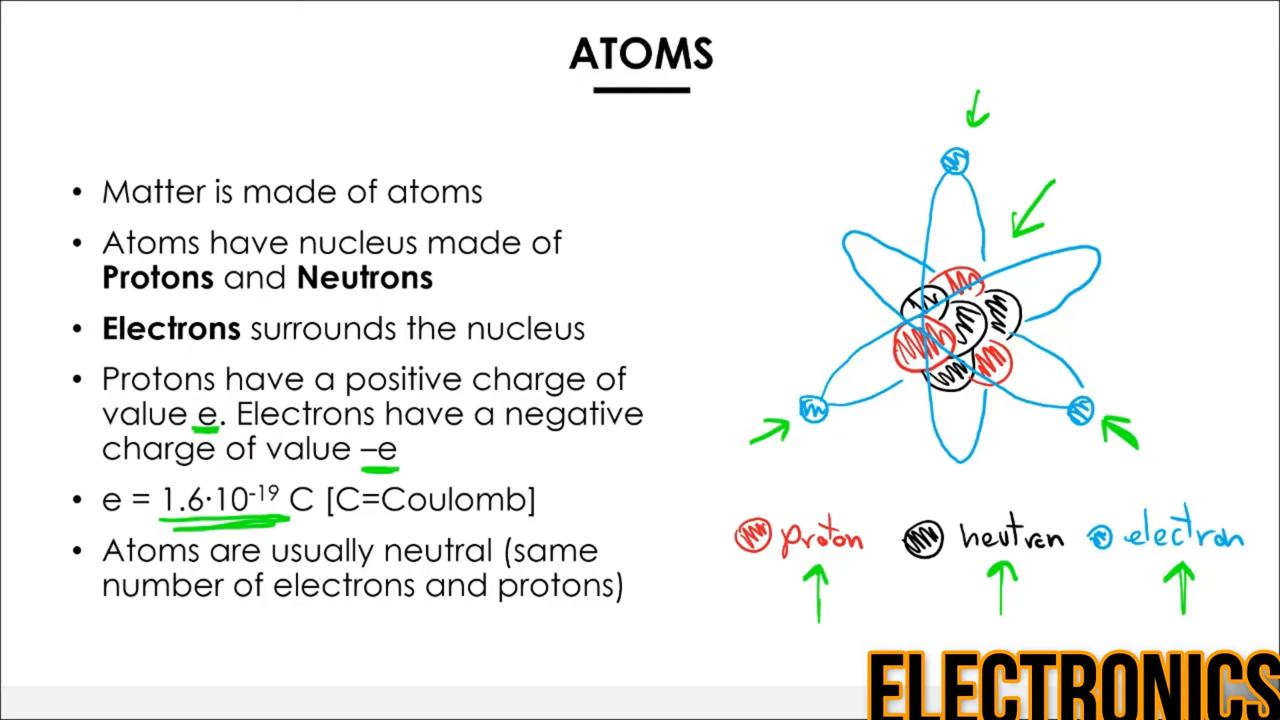 ATOMS
• Matter is made of atoms
• Atoms have nucleus made of
Protons and Neutrons
• Electrons surrounds the nucleus
• Protons have a positive charge of
value e. Electrons have a negative
charge of value –e
• e = 1.6·10⁻¹⁹ C [C=Coulomb]
• Atoms are usually neutral (same
number of electrons and protons)
proton neutron electron
ELECTRONICS